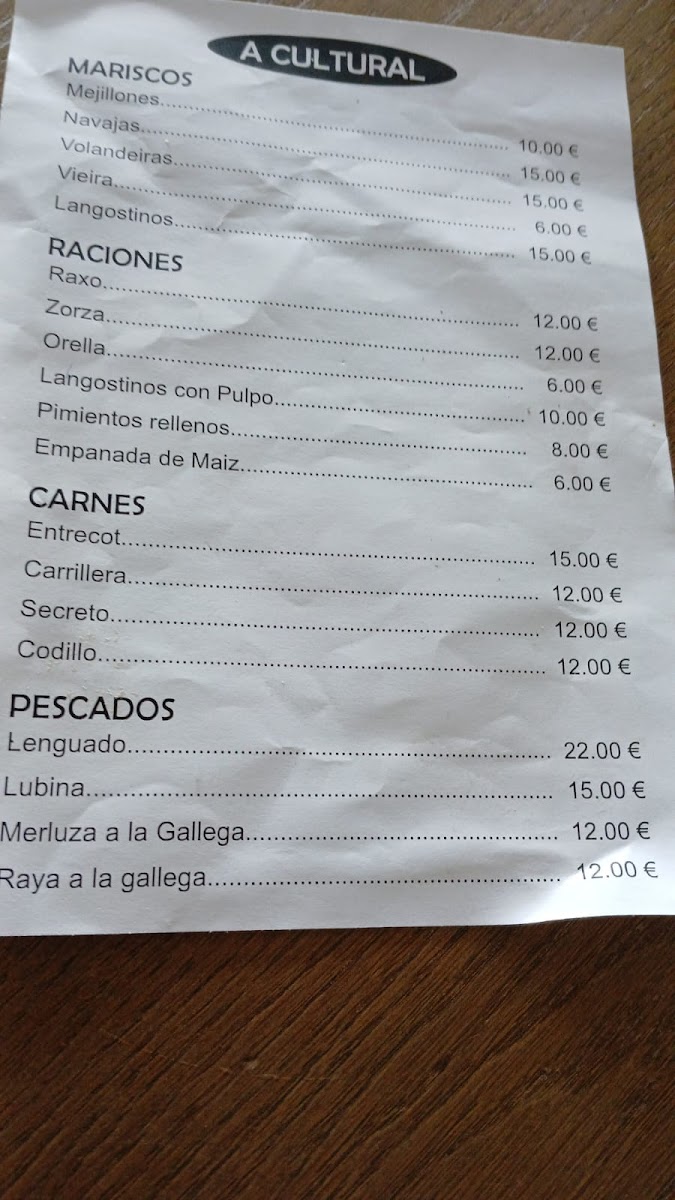 A CULTURAL
MARISCOS
Mejillones........................................ 10.00 €
Navajas........................................ 15.00 €
Volandeiras........................................ 15.00 €
Vieira........................................ 6.00 €
Langostinos........................................ 15.00 €
RACIONES
Raxo........................................ 12.00 €
Zorza........................................ 12.00 €
Orella........................................ 6.00 €
Langostinos con Pulpo........................................ 10.00 €
Pimientos rellenos........................................ 8.00 €
Empanada de Maiz........................................ 6.00 €
CARNES
Entrecot........................................ 15.00 €
Carrillera........................................ 12.00 €
Secreto........................................ 12.00 €
Codillo........................................ 12.00 €
PESCADOS
Lenguado........................................ 22.00 €
Lubina........................................ 15.00 €
Merluza a la Gallega........................................ 12.00 €
Raya a la gallega........................................ 12.00 €